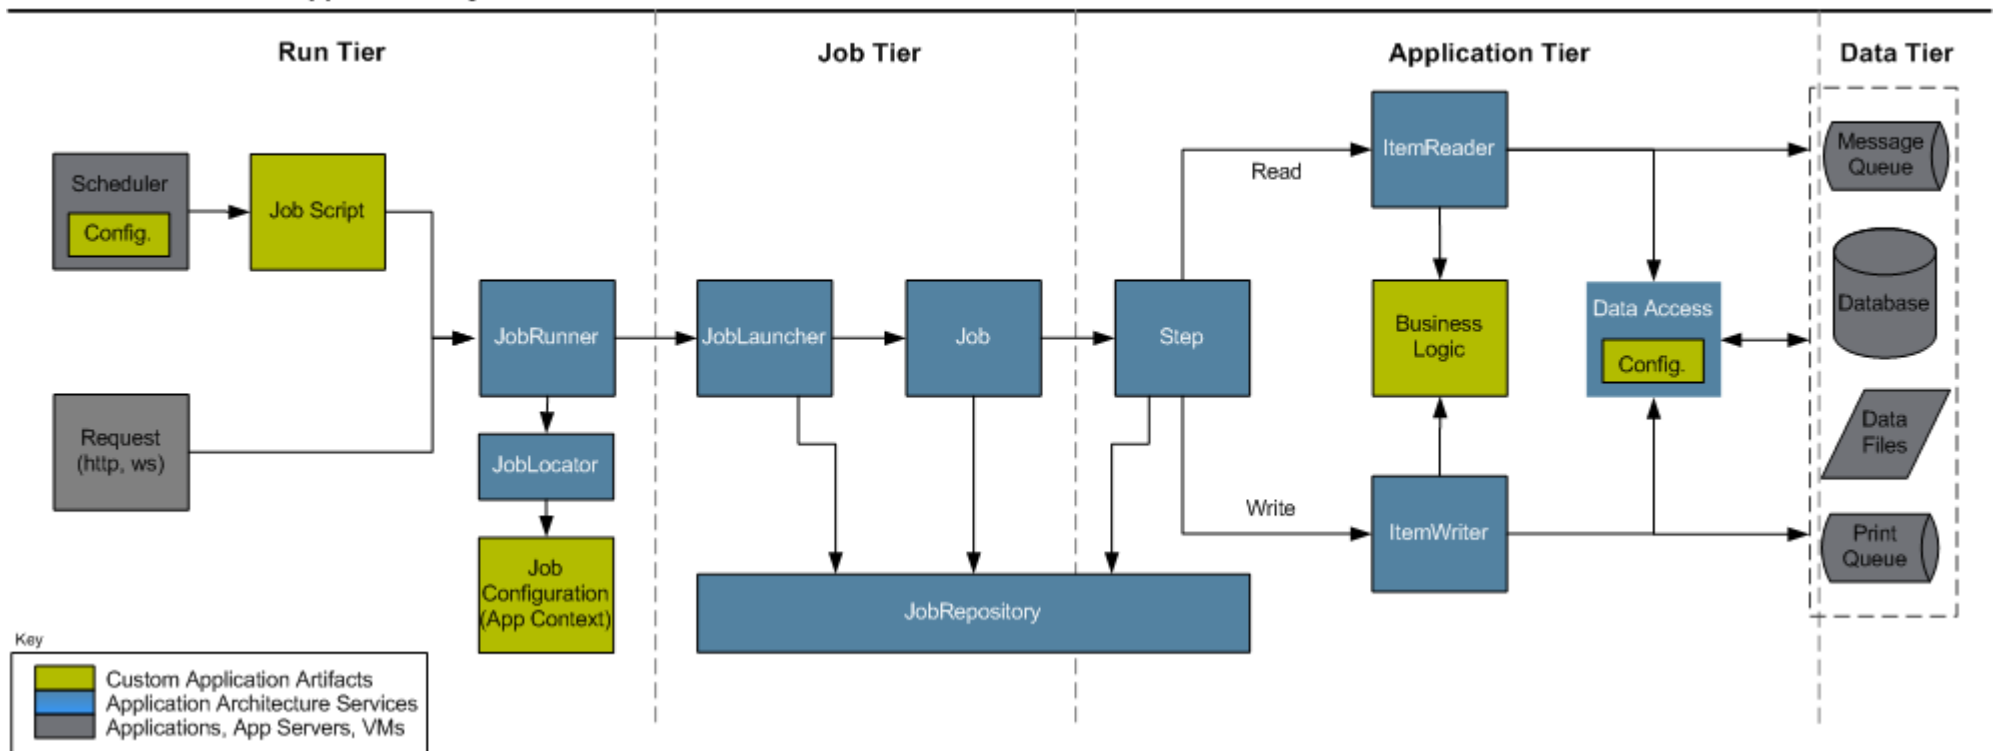 Run Tier
Job Tier
Application Tier
Data Tier
Scheduler
Config.
Job Script
Request
(http, ws)
JobRunner
JobLocator
Job
Configuration
(App Context)
JobLauncher
Job
Step
JobRepository
Read
Write
ItemReader
Business
Logic
ItemWriter
Data Access
Config.
Message
Queue
Database
Data
Files
Print
Queue
Key
Custom Application Artifacts
Application Architecture Services
Applications, App Servers, VMs